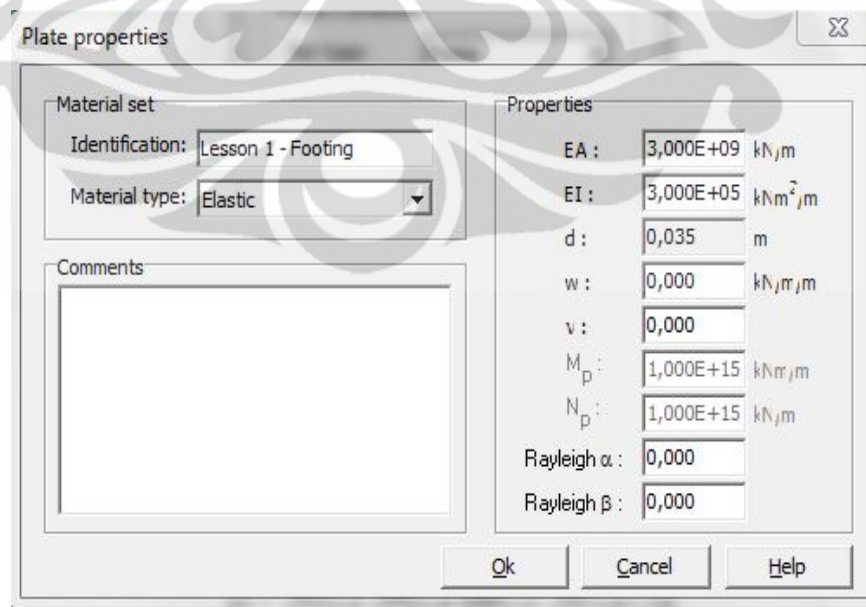 Plate properties
Material set
Identification: Lesson 1 - Footing
Material type: Elastic
Comments
Properties
EA : 3,000E+09 kN/m
EI : 3,000E+05 kNm²/m
d : 0,035 m
w : 0,000 kN/m/m
ν : 0,000
Mp : 1,000E+15 kNm/m
Np : 1,000E+15 kN/m
Rayleigh α : 0,000
Rayleigh β : 0,000
Ok Cancel Help